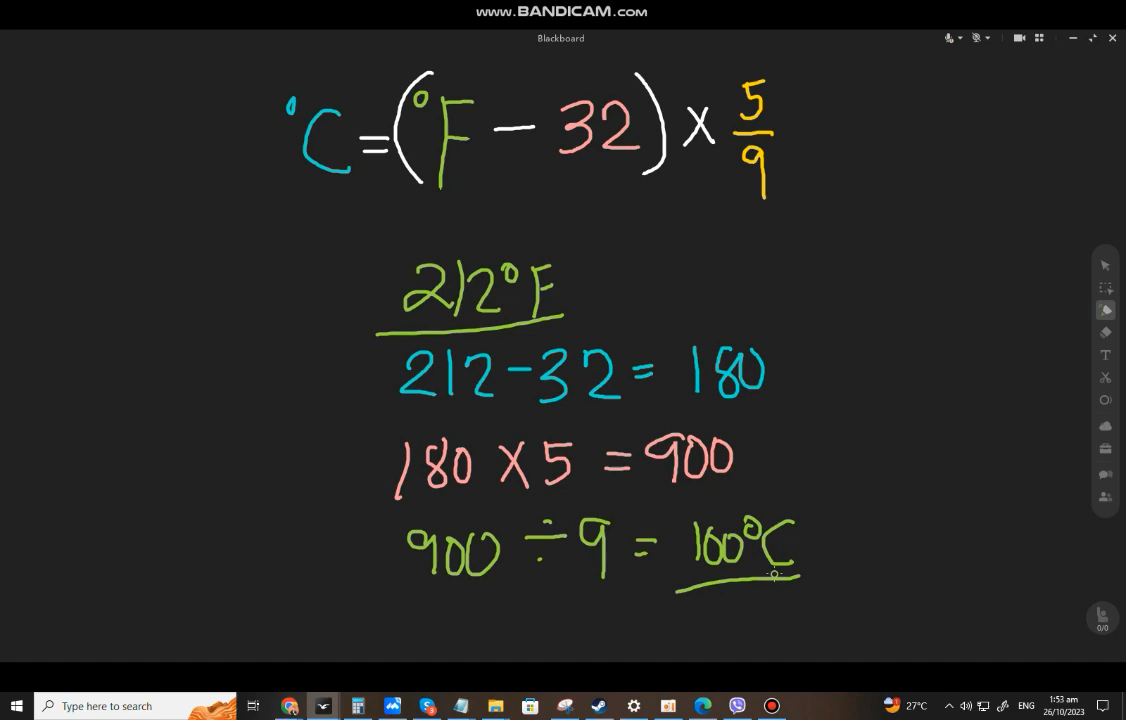 www.BANDICAM.com
Blackboard
°C = (°F - 32) × 5/9
212°F
212 - 32 = 180
180 × 5 = 900
900 ÷ 9 = 100°C
0/0
Type here to search
27°C
ENG
1:53 am
26/10/2023